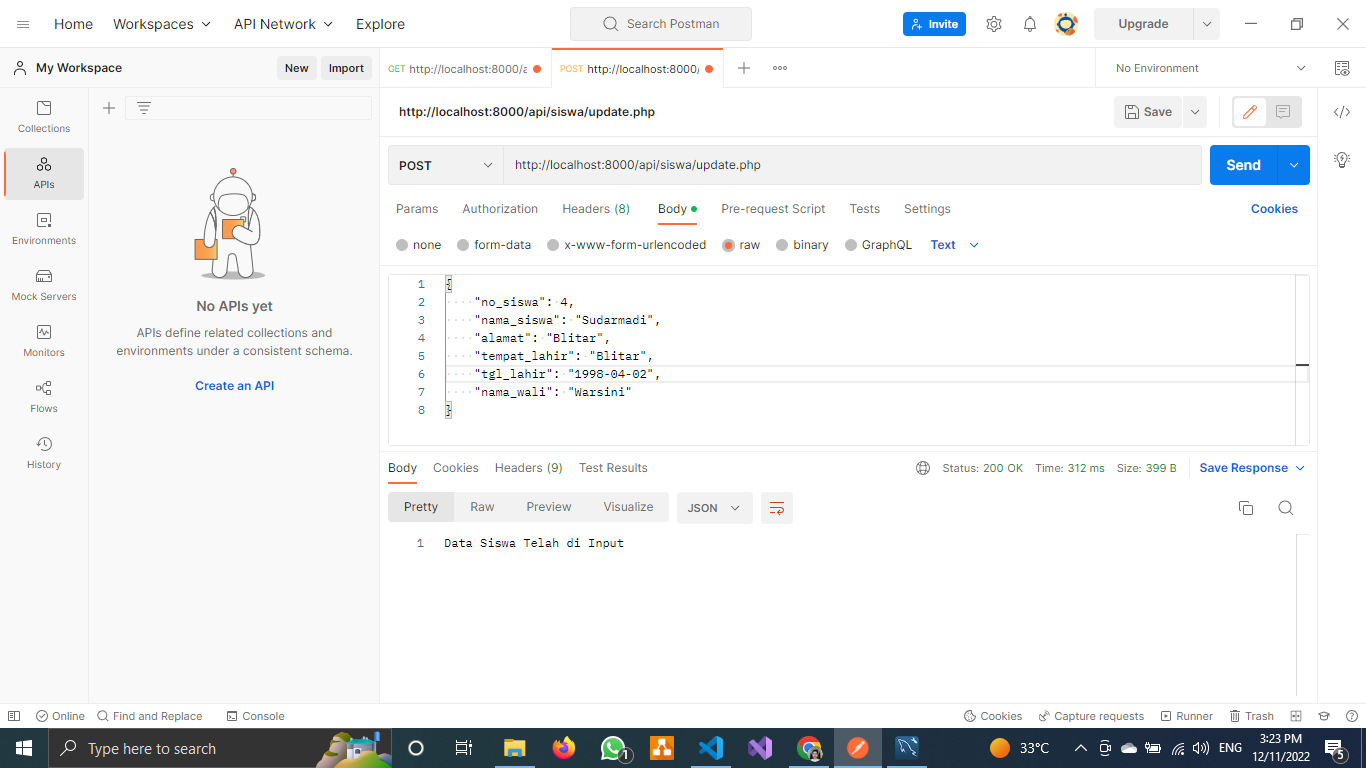 Home Workspaces API Network Explore Search Postman Invite Upgrade
My Workspace New Import GET http://localhost:8000/a POST http://localhost:8000/ No Environment
Collections
APIs
Environments
Mock Servers
Monitors
Flows
History
No APIs yet
APIs define related collections and
environments under a consistent schema.
Create an API
http://localhost:8000/api/siswa/update.php Save
POST http://localhost:8000/api/siswa/update.php Send
Params Authorization Headers (8) Body Pre-request Script Tests Settings Cookies
none form-data x-www-form-urlencoded raw binary GraphQL Text
1 {
2 "no_siswa": 4,
3 "nama_siswa": "Sudarmadi",
4 "alamat": "Blitar",
5 "tempat_lahir": "Blitar",
6 "tgl_lahir": "1998-04-02",
7 "nama_wali": "Warsini"
8 }
Body Cookies Headers (9) Test Results Status: 200 OK Time: 312 ms Size: 399 B Save Response
Pretty Raw Preview Visualize JSON
1 Data Siswa Telah di Input
Online Find and Replace Console Cookies Capture requests Runner Trash
Type here to search 1 33°C ENG 3:23 PM 5
12/11/2022